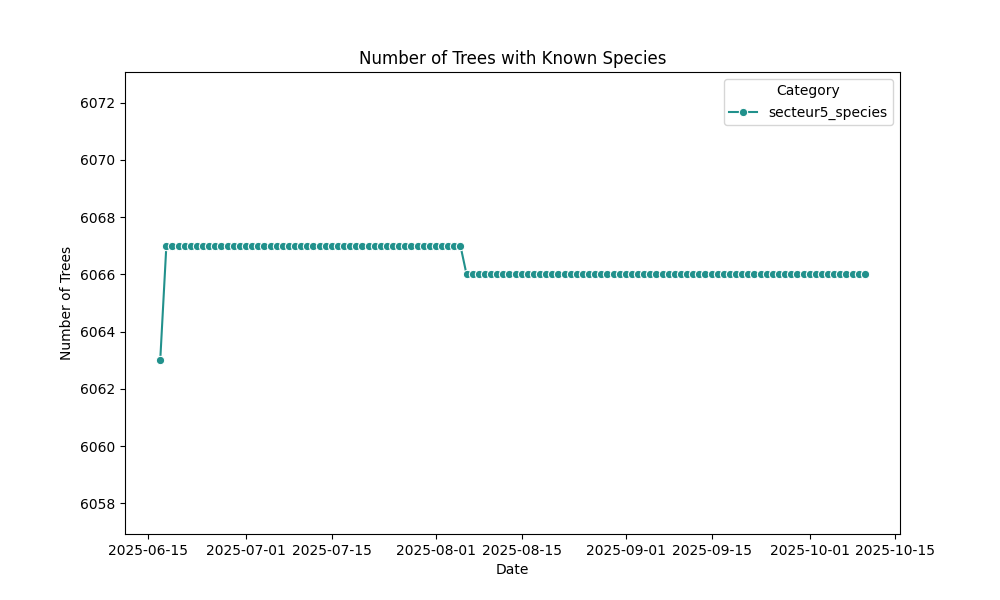 Number of Trees with Known Species
Category
secteur5_species
Number of Trees
6072
6070
6068
6066
6064
6062
6060
6058
2025-06-15 2025-07-01 2025-07-15 2025-08-01 2025-08-15 2025-09-01 2025-09-15 2025-10-01 2025-10-15
Date